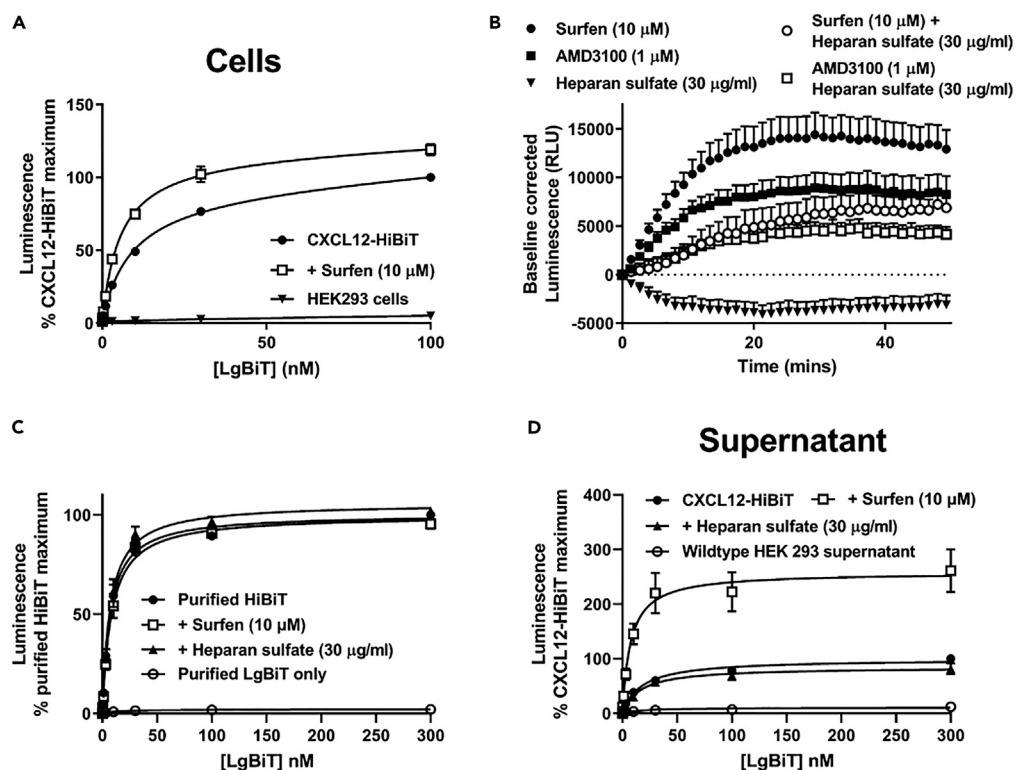 A
Cells
Luminescence
% CXCL12-HiBiT maximum
150
100
50
0
0
50
100
[LgBiT] (nM)
CXCL12-HiBiT
+ Surfen (10 μM)
HEK293 cells
B
Surfen (10 μM)
AMD3100 (1 μM)
Heparan sulfate (30 μg/ml)
Surfen (10 μM) +
Heparan sulfate (30 μg/ml)
AMD3100 (1 μM)
Heparan sulfate (30 μg/ml)
Baseline corrected
Luminescence (RLU)
15000
10000
5000
0
-5000
0
20
40
Time (mins)
C
Luminescence
% purified HiBiT maximum
100
50
0
0
50
100
150
200
250
300
[LgBiT] nM
Purified HiBiT
+ Surfen (10 μM)
+ Heparan sulfate (30 μg/ml)
Purified LgBiT only
D
Supernatant
Luminescence
% CXCL12-HiBiT maximum
400
300
200
100
0
0
50
100
150
200
250
300
[LgBiT] nM
CXCL12-HiBiT
+ Surfen (10 μM)
+ Heparan sulfate (30 μg/ml)
Wildtype HEK 293 supernatant